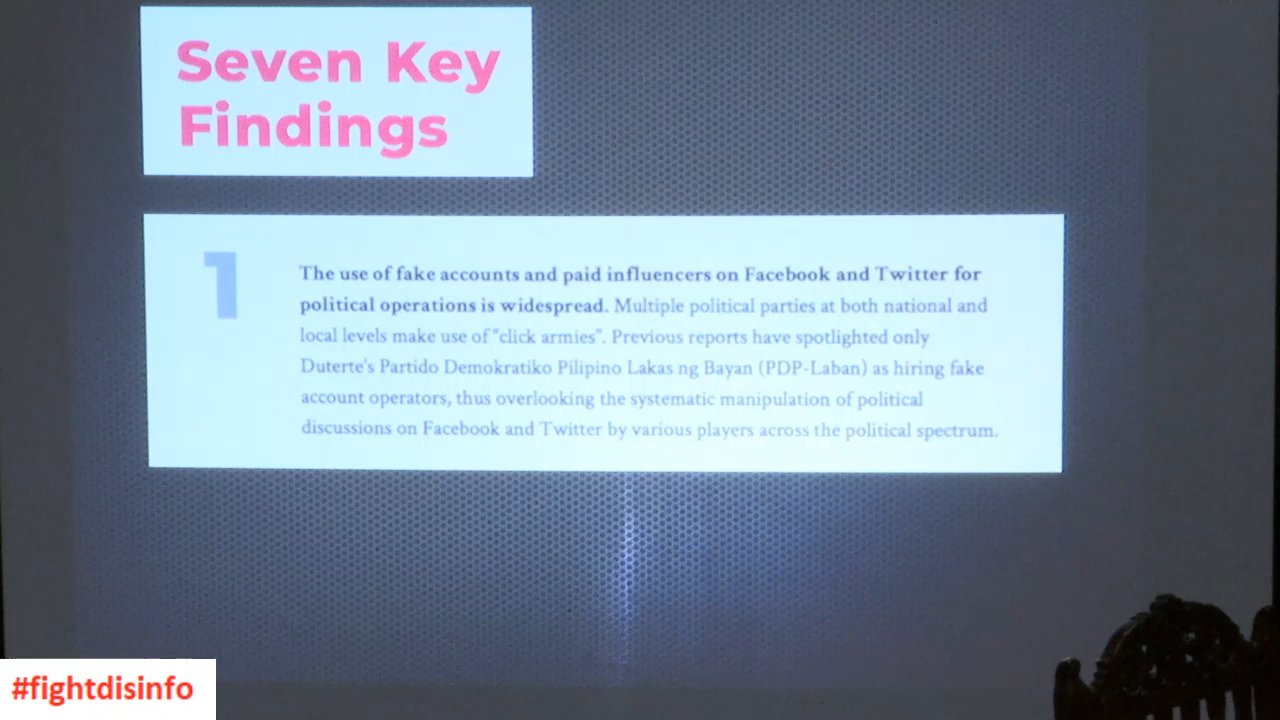 Seven Key
Findings
1
The use of fake accounts and paid influencers on Facebook and Twitter for
political operations is widespread. Multiple political parties at both national and
local levels make use of "click armies". Previous reports have spotlighted only
Duterte's Partido Demokratiko Pilipino Lakas ng Bayan (PDP-Laban) as hiring fake
account operators, thus overlooking the systematic manipulation of political
discussions on Facebook and Twitter by various players across the political spectrum.
#fightdisinfo